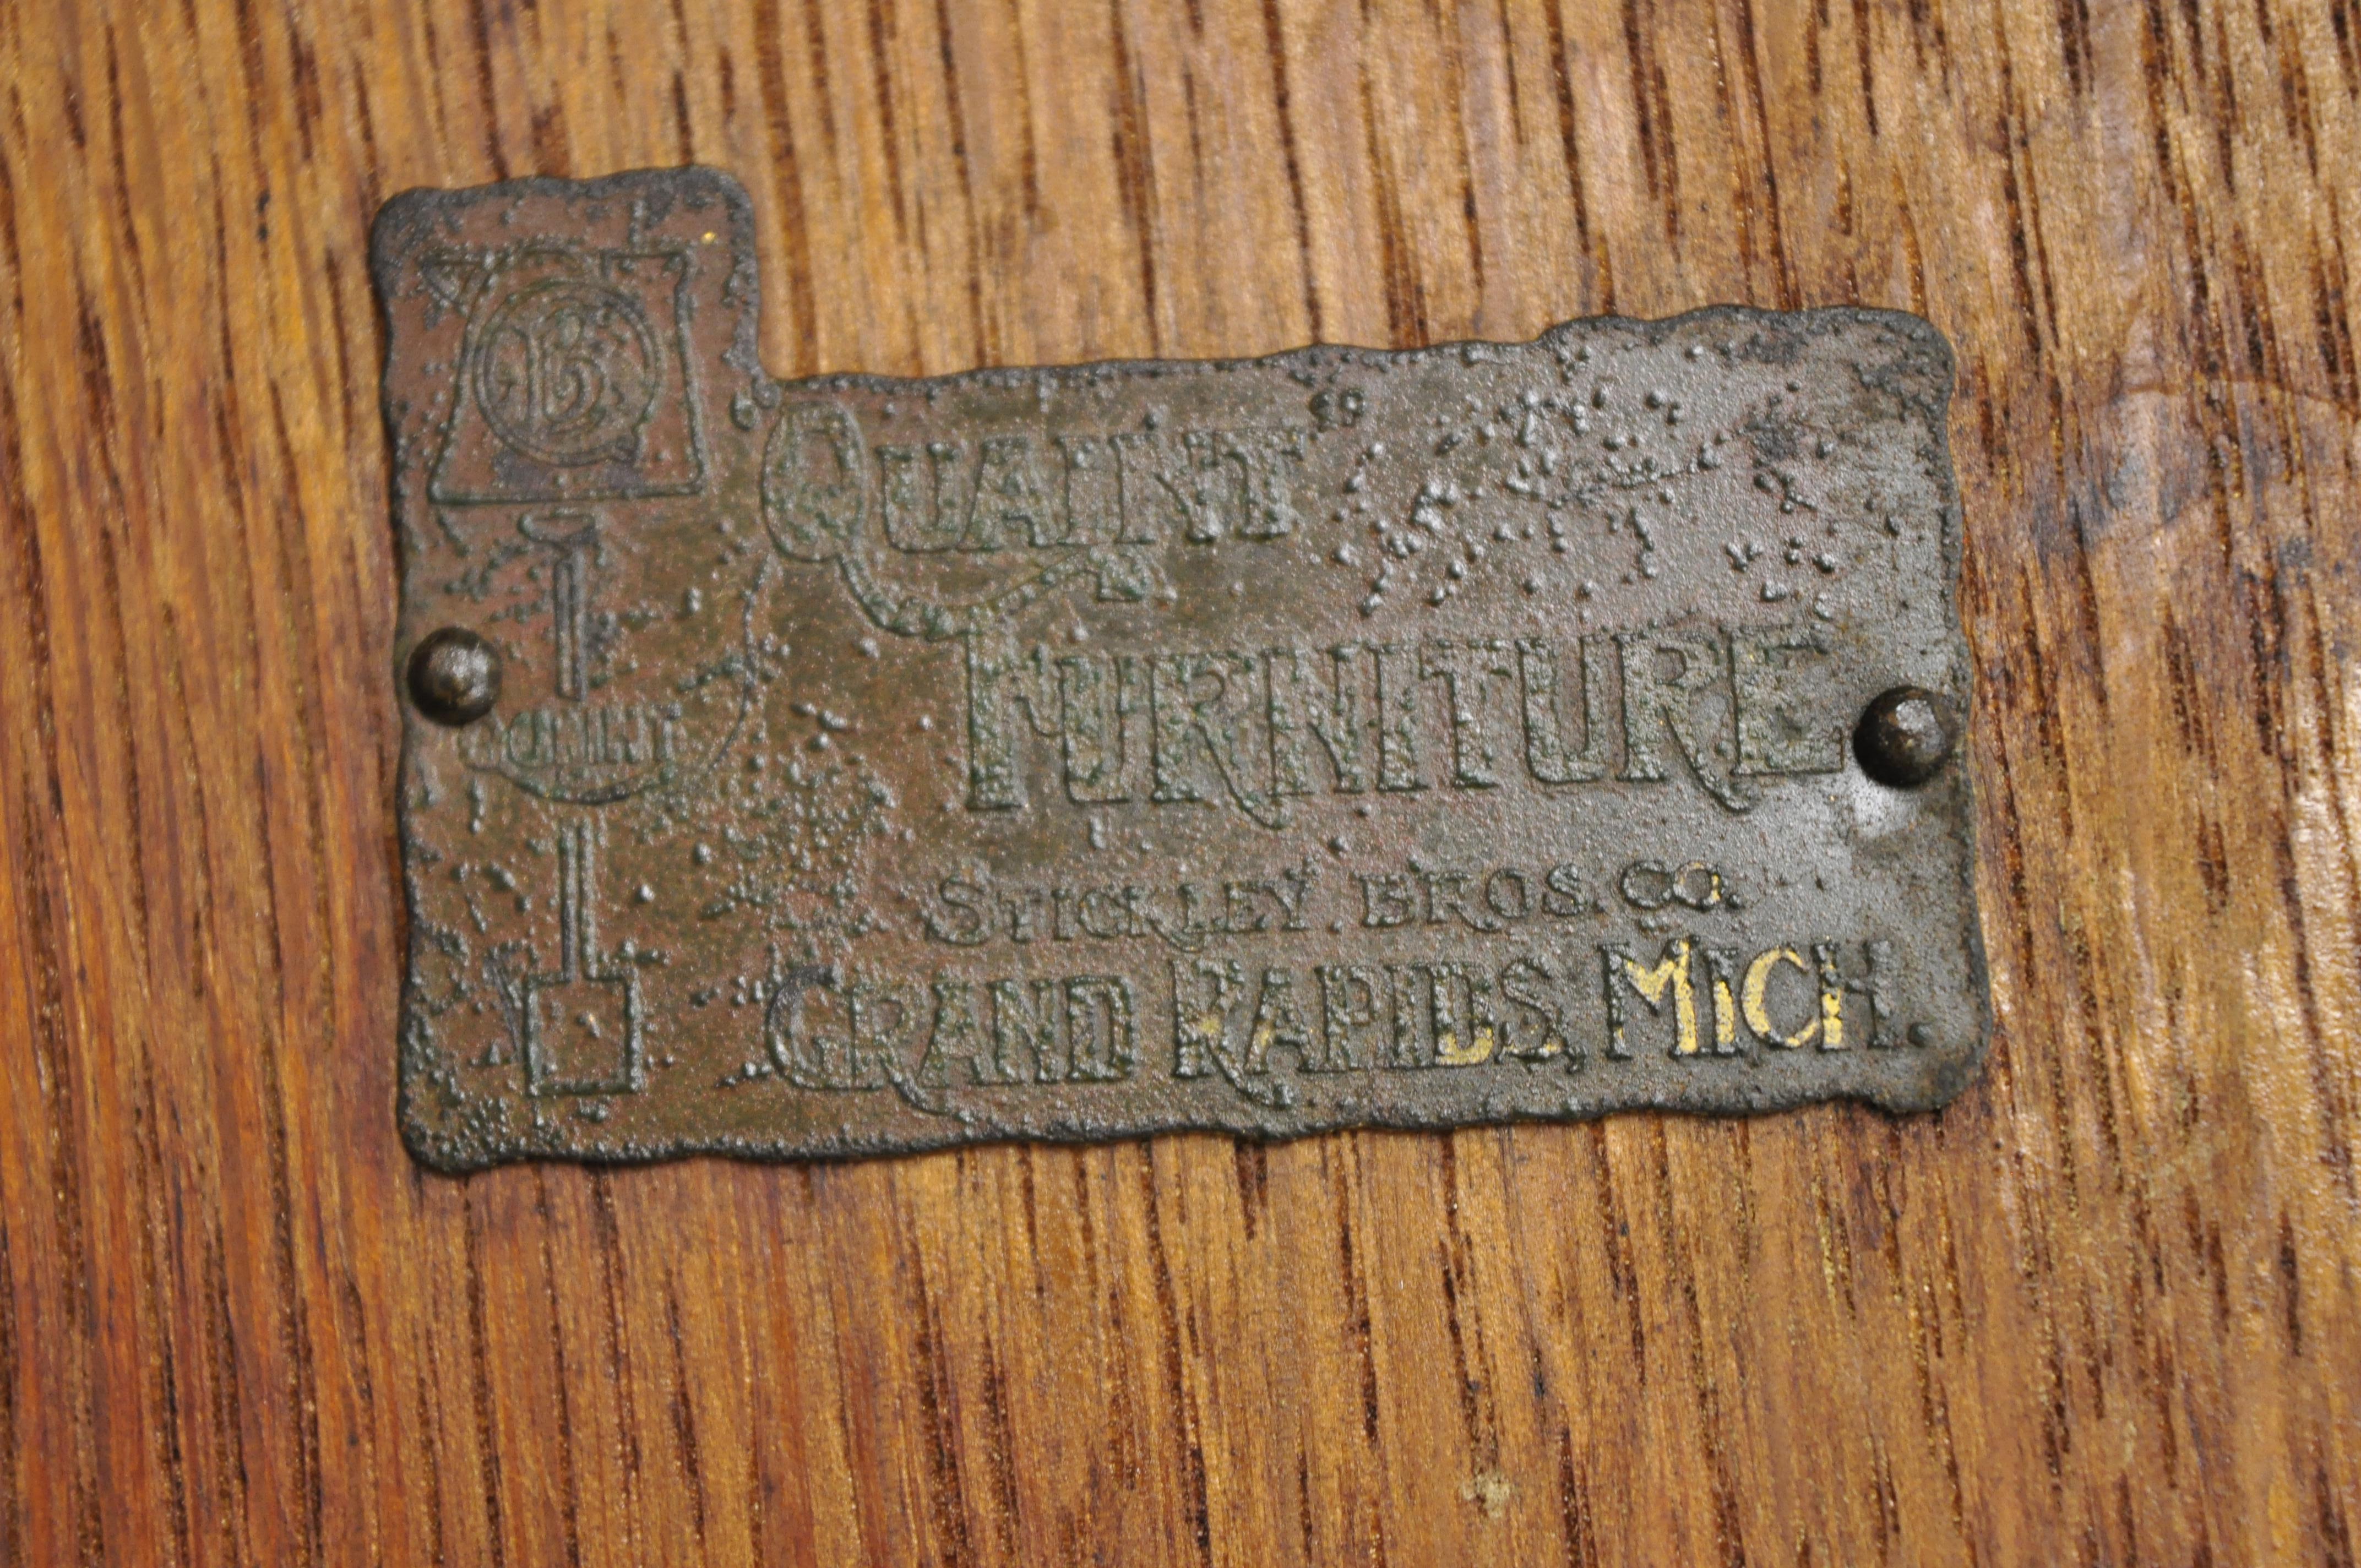 QUAINT
FURNITURE
STICKLEY. BROS. CO.
GRAND RAPIDS, MICH.